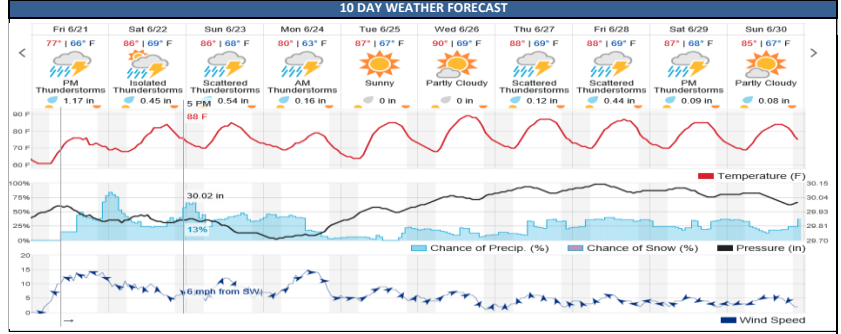 10 DAY WEATHER FORECAST
Fri 6/21 Sat 6/22 Sun 6/23 Mon 6/24 Tue 6/25 Wed 6/26 Thu 6/27 Fri 6/28 Sat 6/29 Sun 6/30
77° | 66° F 86° | 69° F 86° | 68° F 80° | 63° F 87° | 67° F 90° | 69° F 88° | 69° F 88° | 69° F 87° | 68° F 85° | 67° F
< >
PM Isolated Scattered AM Sunny Partly Cloudy Scattered Scattered PM Partly Cloudy
Thunderstorms Thunderstorms Thunderstorms Thunderstorms Thunderstorms Thunderstorms Thunderstorms
1.17 in 0.45 in 0.54 in 0.16 in 0 in 0 in 0.12 in 0.44 in 0.09 in 0.08 in
5 PM
90 F
88 F
80 F
70 F
60 F
Temperature (F)
100% 30.15
75% 30.02 in 30.04
50% 29.93
25% 13% 29.81
0% 29.70
Chance of Precip. (%) Chance of Snow (%) Pressure (in)
20
15
10
5 6 mph from SW
0
Wind Speed